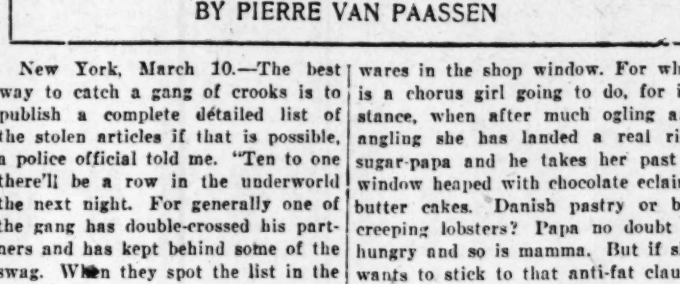 BY PIERRE VAN PAASSEN
New York, March 10.—The best
way to catch a gang of crooks is to
publish a complete detailed list of
the stolen articles if that is possible,
a police official told me. "Ten to one
there'll be a row in the underworld
the next night. For generally one of
the gang has double-crossed his part-
ners and has kept behind some of the
swag. When they spot the list in the
wares in the shop window. For
is a chorus girl going to do, for
stance, when after much ogling
angling she has landed a real
sugar-papa and he takes her past
window heaped with chocolate
butter cakes. Danish pastry or
creeping lobsters? Papa no doubt
hungry and so is mamma. But if
wants to stick to that anti-fat